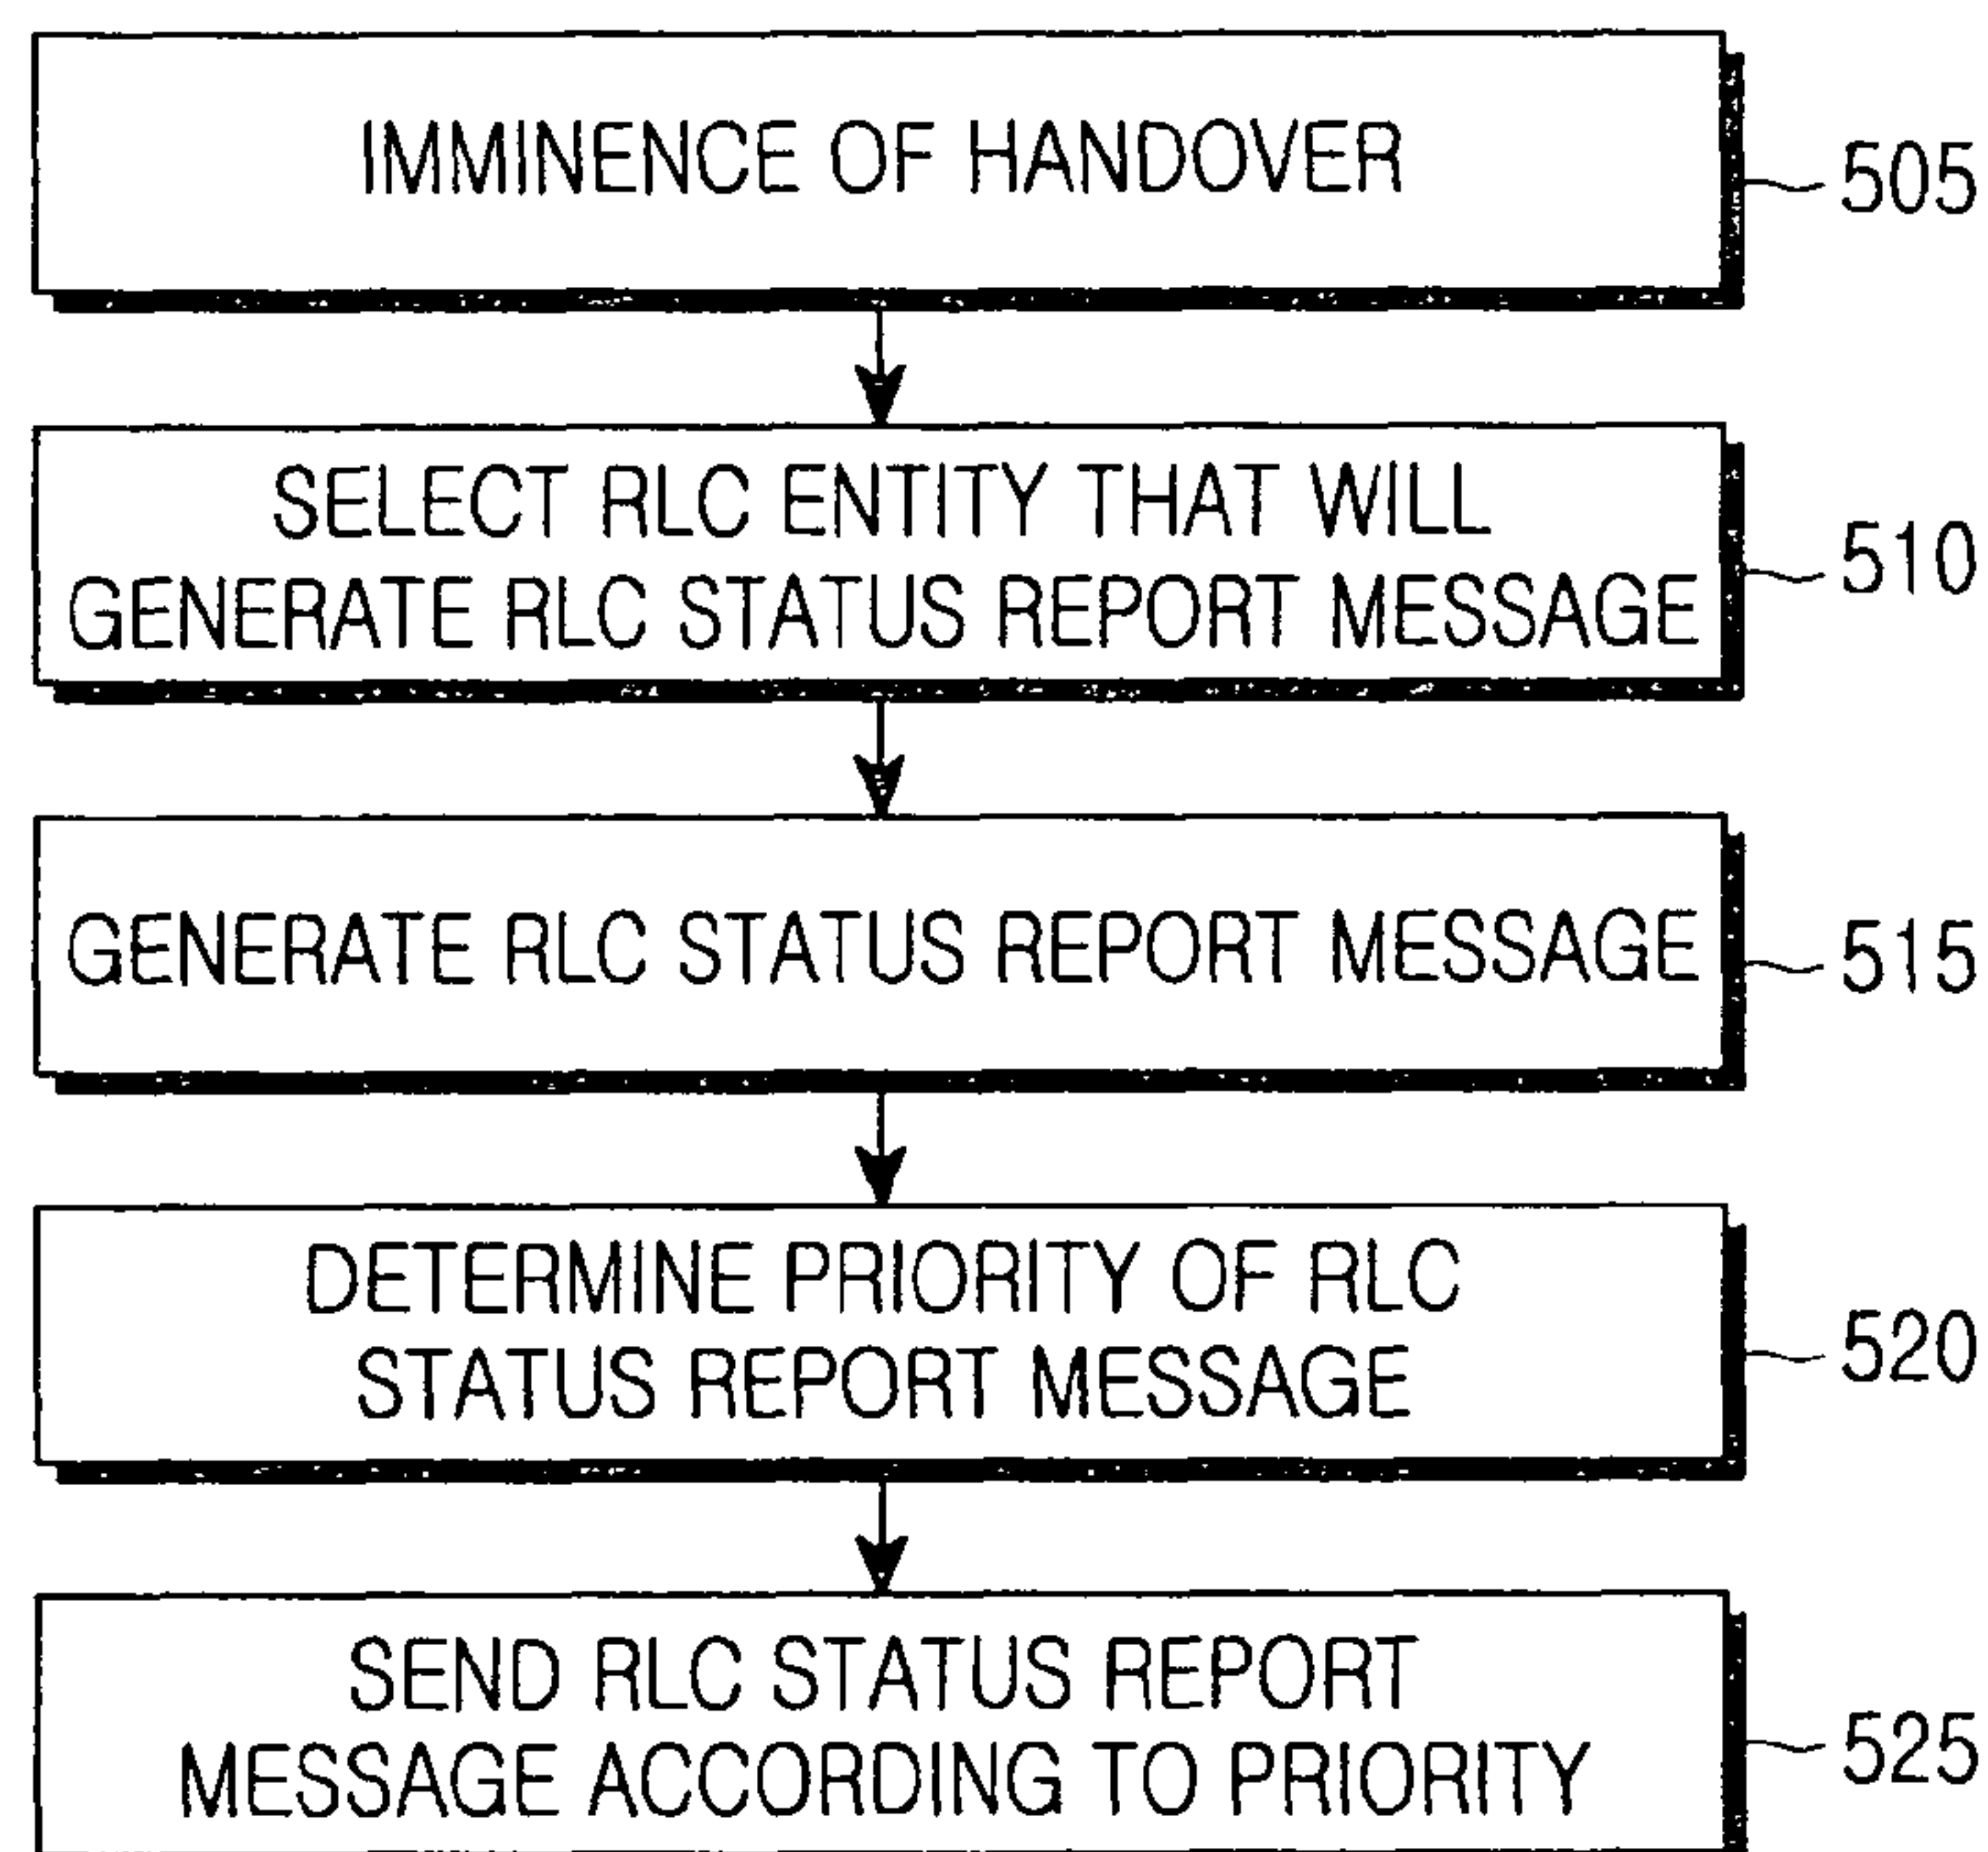 IMMINENCE OF HANDOVER
505
SELECT RLC ENTITY THAT WILL
GENERATE RLC STATUS REPORT MESSAGE
510
GENERATE RLC STATUS REPORT MESSAGE
515
DETERMINE PRIORITY OF RLC
STATUS REPORT MESSAGE
520
SEND RLC STATUS REPORT
MESSAGE ACCORDING TO PRIORITY
525